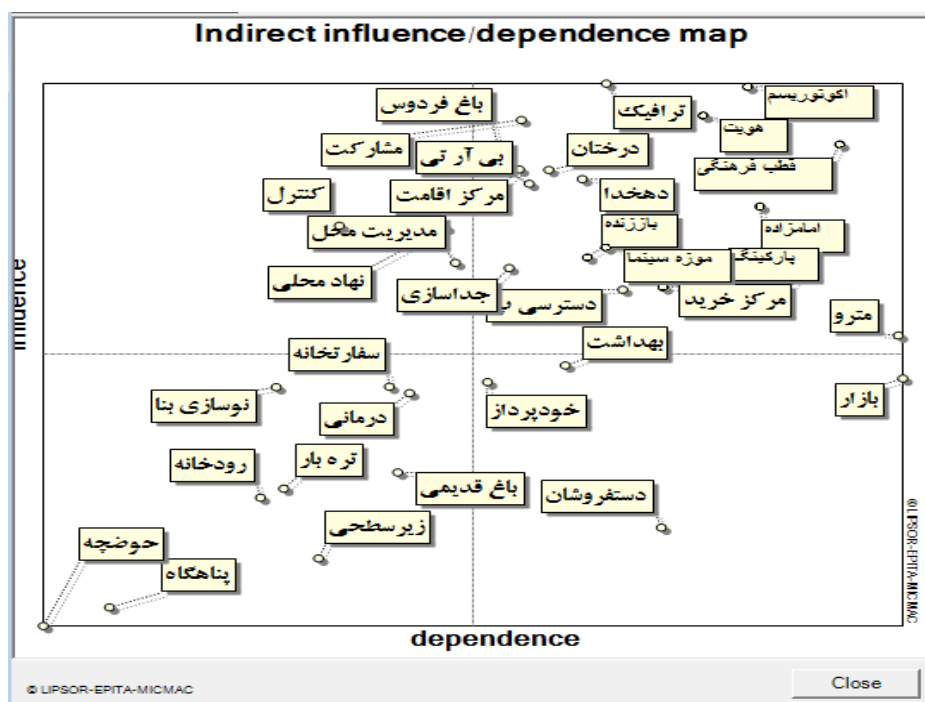 Indirect influence/dependence map
باغ فردوس
ترافیک
اکوتوریسم
هویت
مشارکت
بی آر تی
درختان
قطب فرهنگی
کنترل
مرکز اقامت
دهخدا
مدیریت محل
باززنده
امامزاده
نهاد محلی
جداسازی
دسترسی ب
موزه سینما
پارکینگ
مرکز خرید
مترو
سفارتخانه
بهداشت
نوسازی بنا
درمانی
خودپرداز
بازار
رودخانه
تره بار
باغ قدیمی
دستفروشان
حوضچه
زیرسطحی
پناهگاه
influence
dependence
©LIPSOR-EPITA-MICMAC
© LIPSOR-EPITA-MICMAC
Close